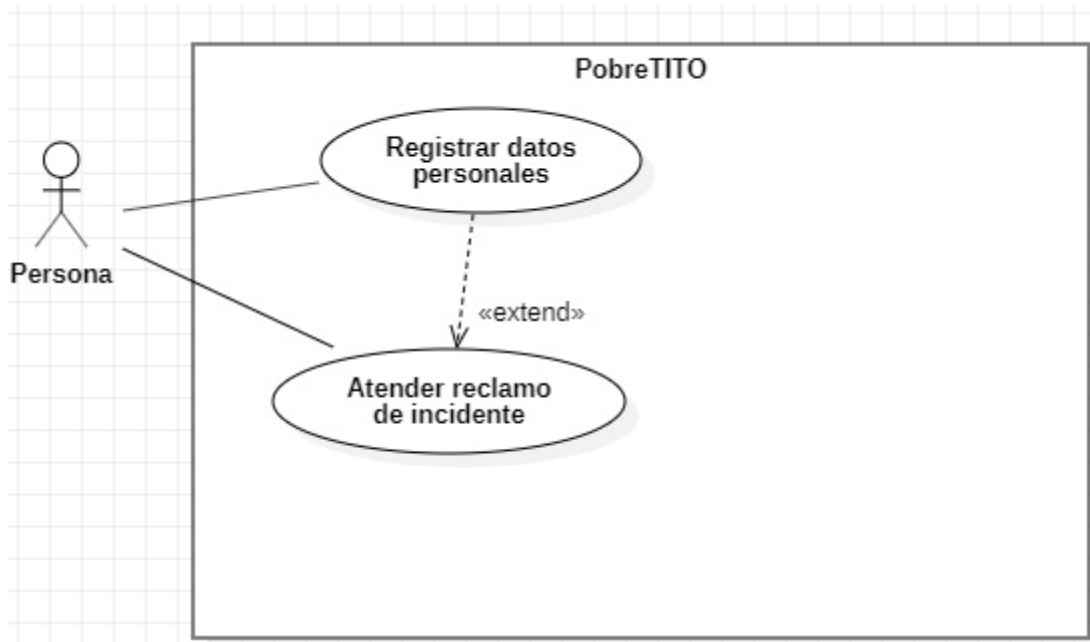 PobreTITO
Registrar datos
personales
Persona
«extend»
Atender reclamo
de incidente